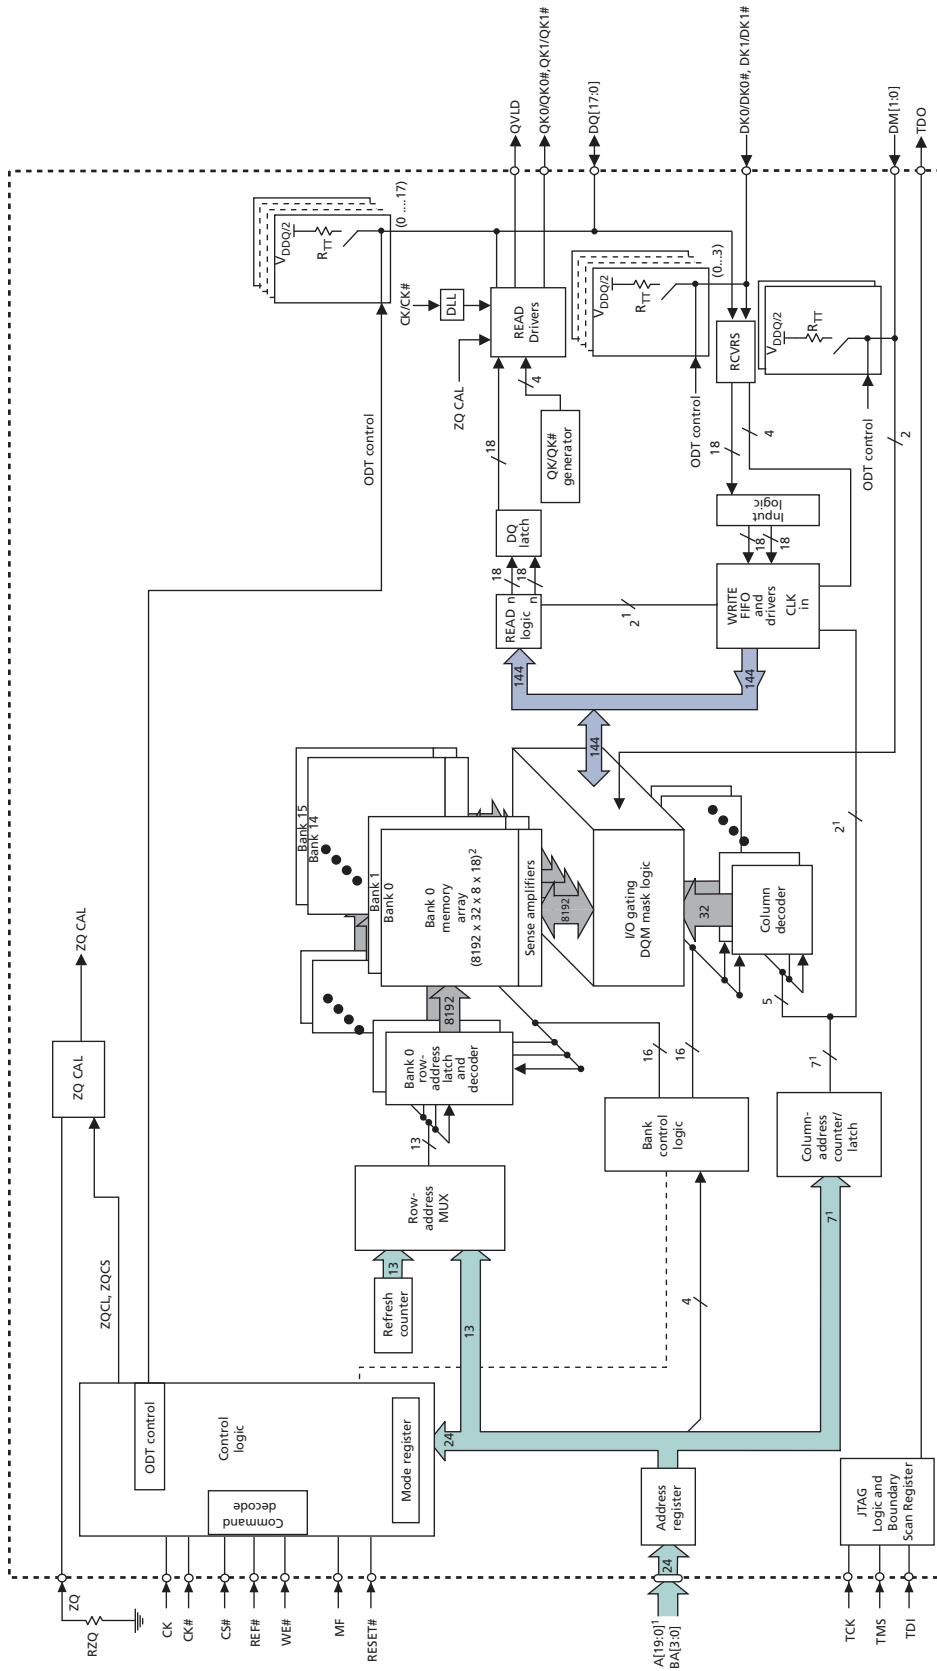 ZQ
RZQ
CK
CK#
CS#
REF#
WE#
MF
RESET#
A[19:0]¹
BA[3:0]
TCK
TMS
TDI
24
ODT control
Control
logic
Command
decode
Mode register
24
Address
register
JTAG
Logic and
Boundary
Scan Register
ZQCL, ZQCS
ZQ CAL
ZQ CAL
Refresh
counter
13
13
Row-
address
MUX
13
4
7¹
Bank
control
logic
16
16
Column-
address
counter/
latch
7¹
Bank 0
row-
address
latch
and
decoder
8192
Bank 15
Bank 14
Bank 1
Bank 0
Bank 0
memory
array
(8192 x 32 x 8 x 18)²
Sense amplifiers
8192
I/O gating
DQM mask logic
32
Column
decoder
5
2¹
144
144
144
READ
logic
n
n
18
18
DQ
latch
18
2¹
WRITE
FIFO
and
drivers
CLK
in
18
18
Input
logic
18
4
RCVRS
QK/QK#
generator
4
ZQ CAL
CK/CK#
DLL
READ
Drivers
ODT control
VDDQ/2
RTT
(0 ....17)
ODT control
VDDQ/2
RTT
(0...3)
ODT control
VDDQ/2
RTT
2
QVLD
QK0/QK0#, QK1/QK1#
DQ[17:0]
DK0/DK0#, DK1/DK1#
DM[1:0]
TDO